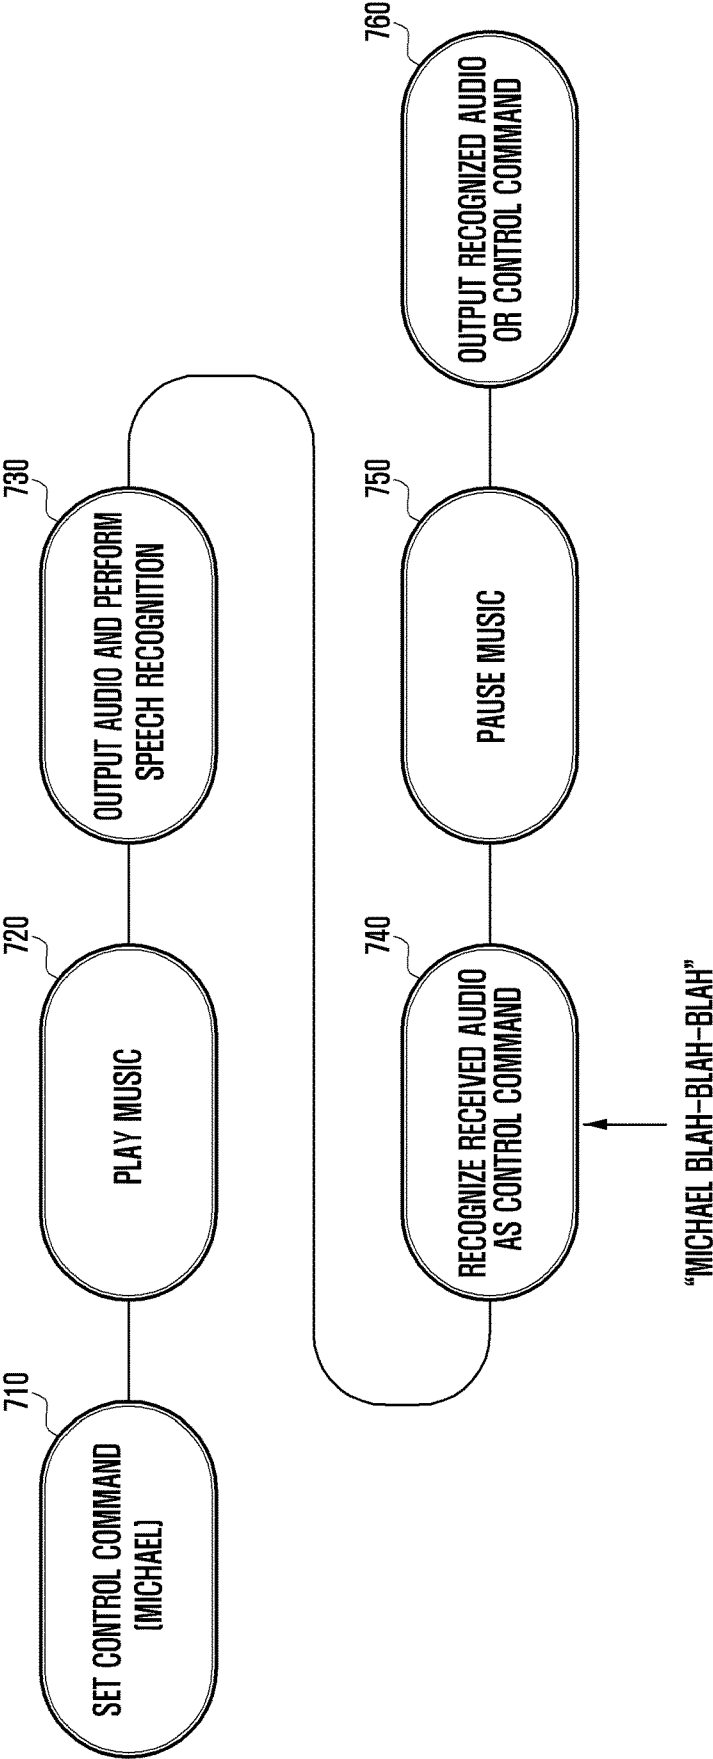 710
SET CONTROL COMMAND
(MICHAEL)
720
PLAY MUSIC
730
OUTPUT AUDIO AND PERFORM
SPEECH RECOGNITION
740
RECOGNIZE RECEIVED AUDIO
AS CONTROL COMMAND
“MICHAEL BLAH-BLAH-BLAH”
750
PAUSE MUSIC
760
OUTPUT RECOGNIZED AUDIO
OR CONTROL COMMAND